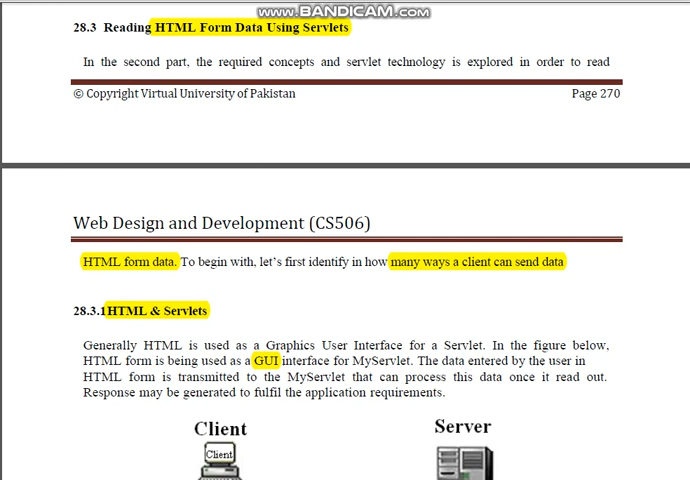 www.BANDICAM.com
28.3 Reading HTML Form Data Using Servlets
In the second part, the required concepts and servlet technology is explored in order to read
© Copyright Virtual University of Pakistan Page 270
Web Design and Development (CS506)
HTML form data. To begin with, let's first identify in how many ways a client can send data
28.3.1HTML & Servlets
Generally HTML is used as a Graphics User Interface for a Servlet. In the figure below,
HTML form is being used as a GUI interface for MyServlet. The data entered by the user in
HTML form is transmitted to the MyServlet that can process this data once it read out.
Response may be generated to fulfil the application requirements.
Client Server
Client